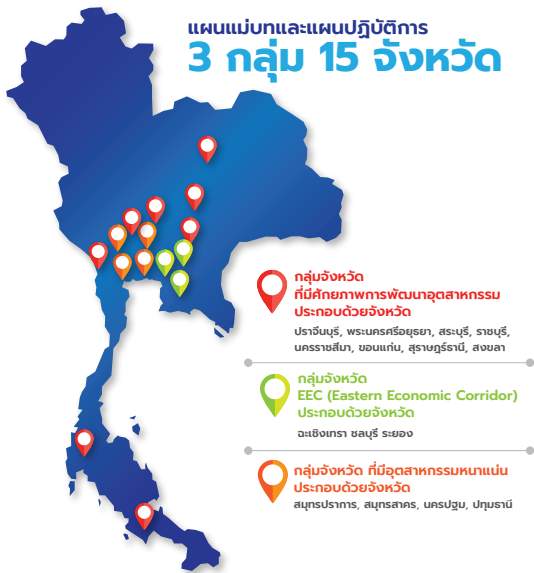 แผนแม่บทและแผนปฏิบัติการ
3 กลุ่ม 15 จังหวัด
กลุ่มจังหวัด
ที่มีศักยภาพการพัฒนาอุตสาหกรรม
ประกอบด้วยจังหวัด
ปราจีนบุรี, พระนครศรีอยุธยา, สระบุรี, ราชบุรี,
นครราชสีมา, ขอนแก่น, สุราษฎร์ธานี, สงขลา
กลุ่มจังหวัด
EEC (Eastern Economic Corridor)
ประกอบด้วยจังหวัด
ฉะเชิงเทรา ชลบุรี ระยอง
กลุ่มจังหวัด ที่มีอุตสาหกรรมหนาแน่น
ประกอบด้วยจังหวัด
สมุทรปราการ, สมุทรสาคร, นครปฐม, ปทุมธานี